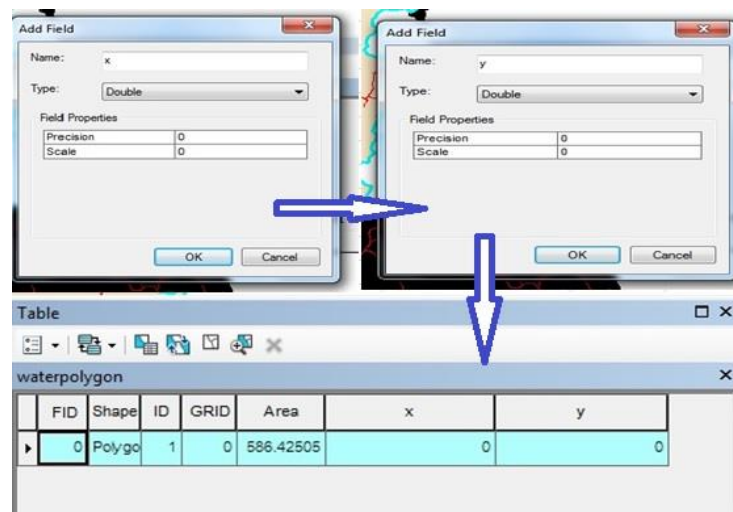 Add Field
Name: x
Type: Double
Field Properties
Precision 0
Scale 0
OK Cancel
Add Field
Name: y
Type: Double
Field Properties
Precision 0
Scale 0
OK Cancel
Table
waterpolygon
FID Shape ID GRID Area x y
0 Polygo 1 0 586.42505 0 0